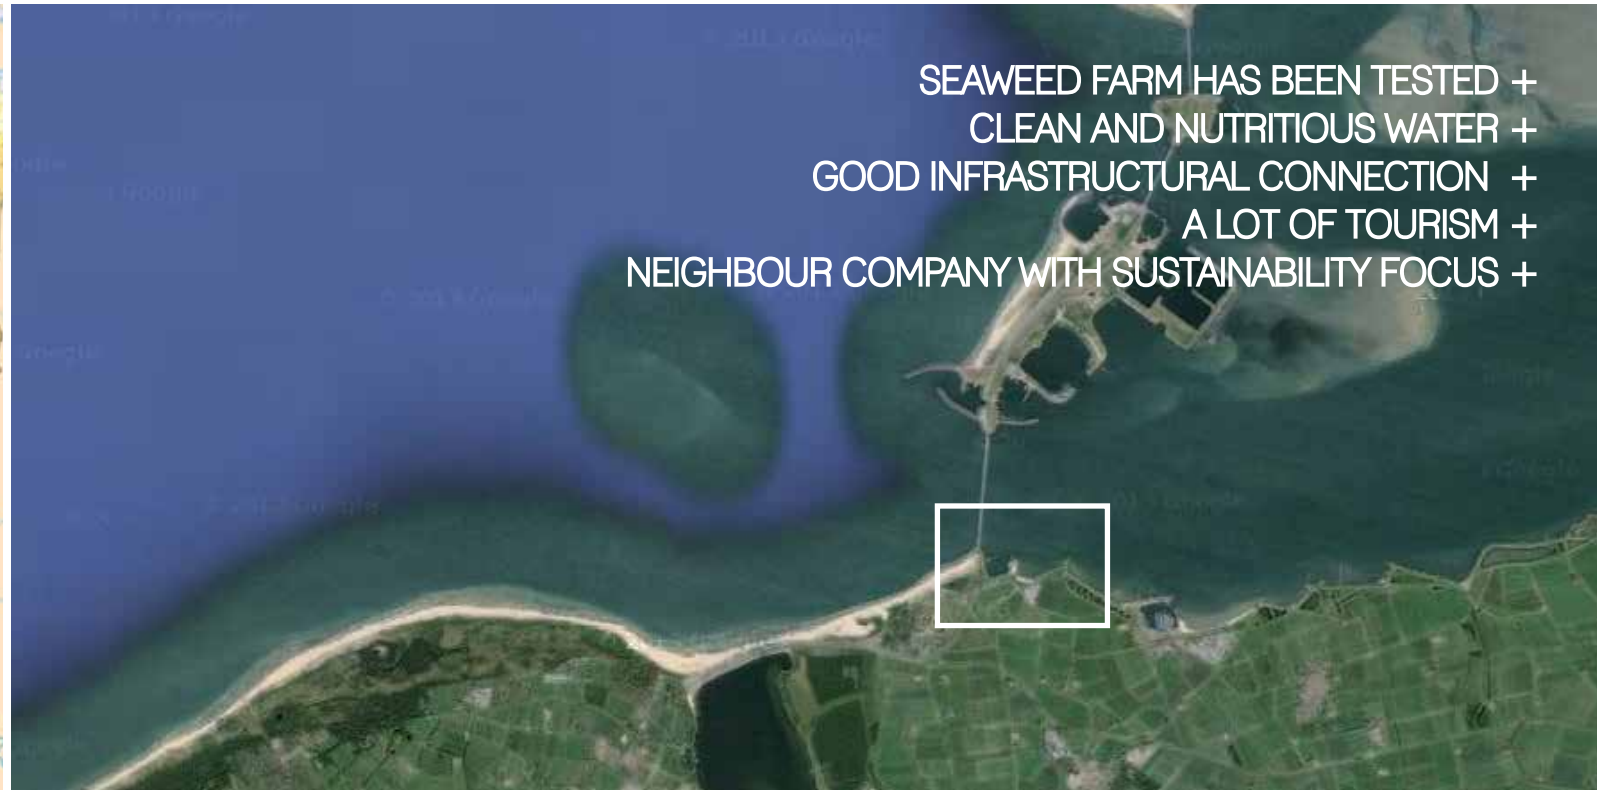 SEAWEED FARM HAS BEEN TESTED +
CLEAN AND NUTRITIOUS WATER +
GOOD INFRASTRUCTURAL CONNECTION +
A LOT OF TOURISM +
NEIGHBOUR COMPANY WITH SUSTAINABILITY FOCUS +